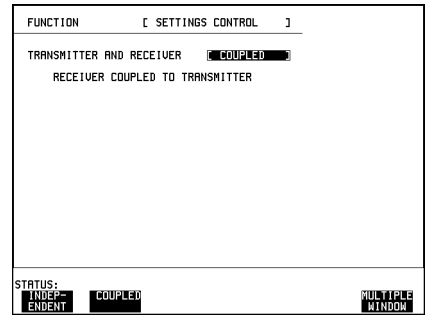 FUNCTION [ SETTINGS CONTROL ]
TRANSMITTER AND RECEIVER [ COUPLED ]
RECEIVER COUPLED TO TRANSMITTER
STATUS:
INDEP-
ENDENT
COUPLED
MULTIPLE
WINDOW